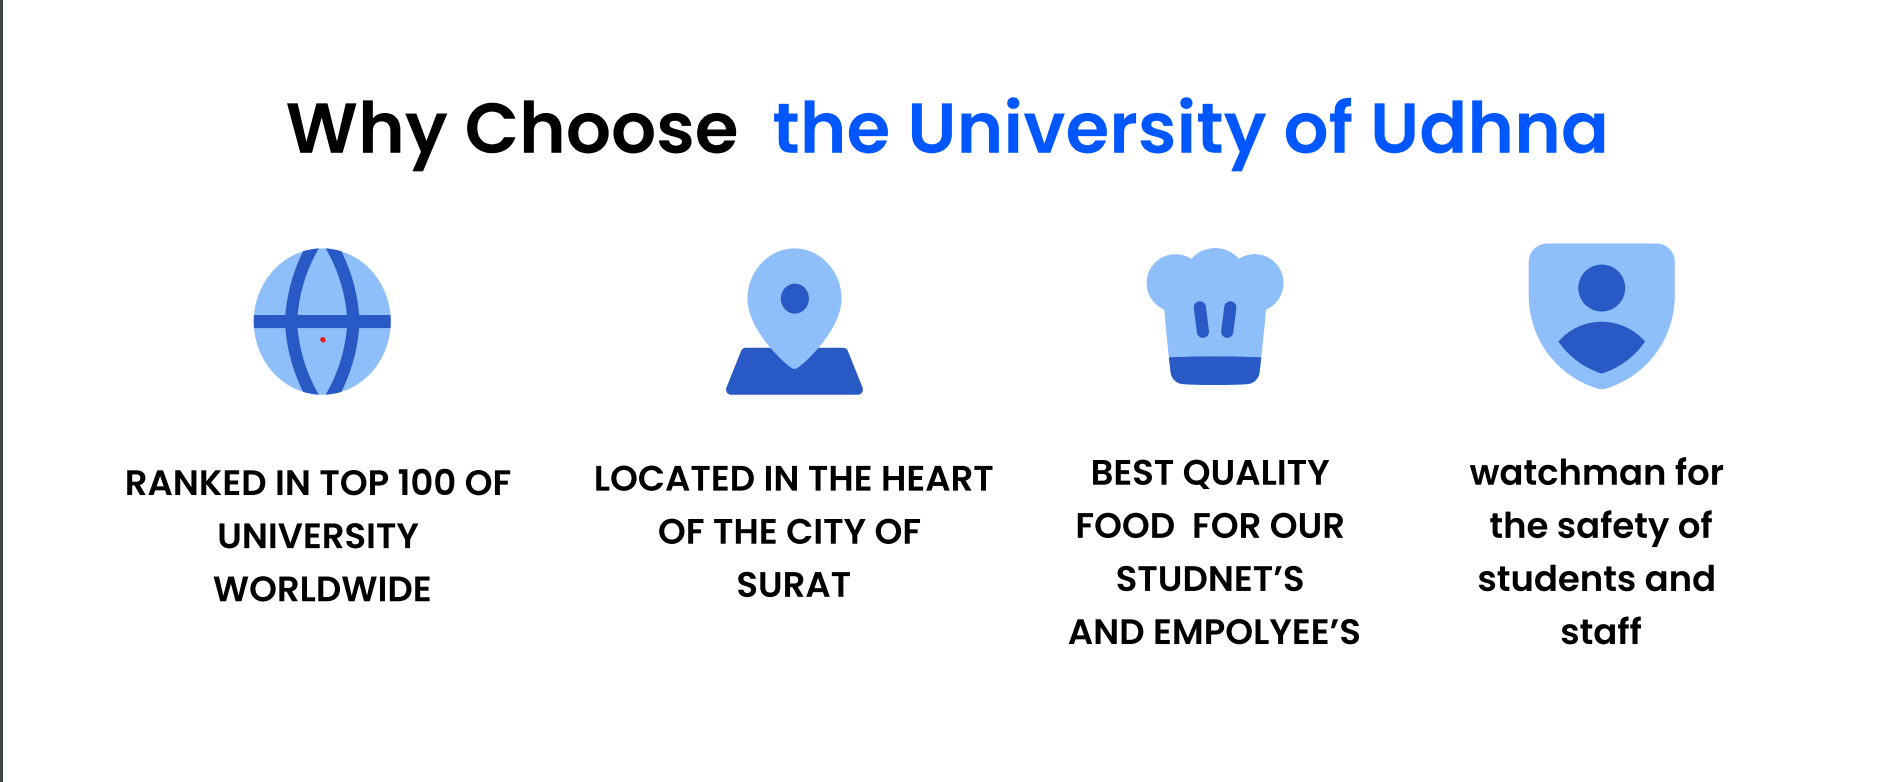 Why Choose the University of Udhna
RANKED IN TOP 100 OF
UNIVERSITY
WORLDWIDE
LOCATED IN THE HEART
OF THE CITY OF
SURAT
BEST QUALITY
FOOD FOR OUR
STUDNET’S
AND EMPOLYEE’S
watchman for
the safety of
students and
staff